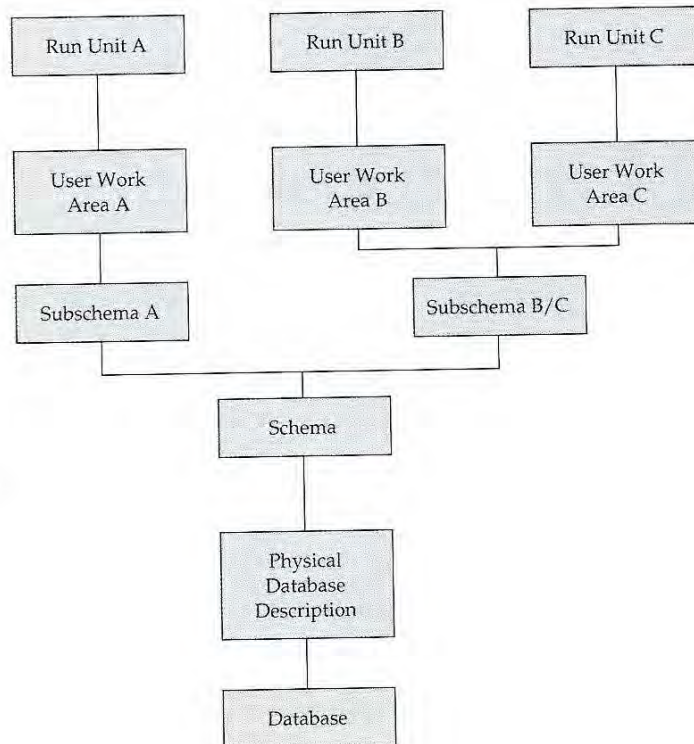 Run Unit A
Run Unit B
Run Unit C
User Work
Area A
User Work
Area B
User Work
Area C
Subschema A
Subschema B/C
Schema
Physical
Database
Description
Database